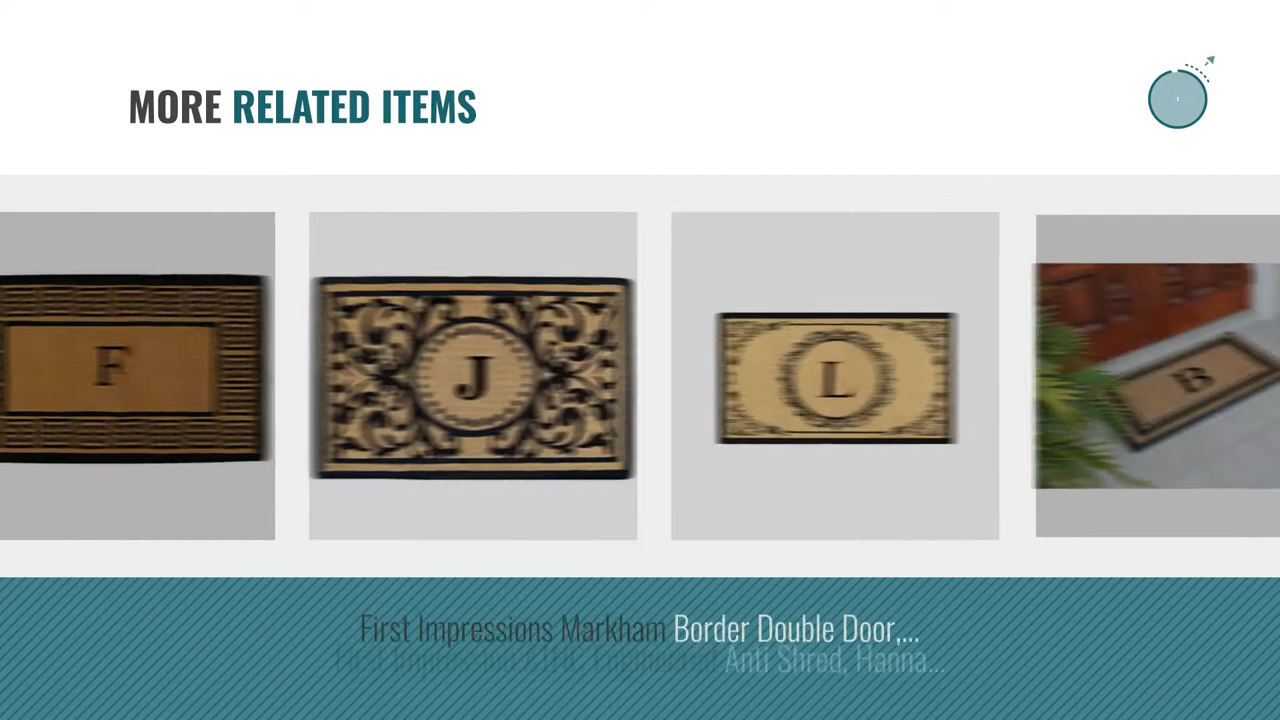 MORE RELATED ITEMS
F
J
L
B
First Impressions Markham Border Double Door,...
Anti Shred, Hanna...